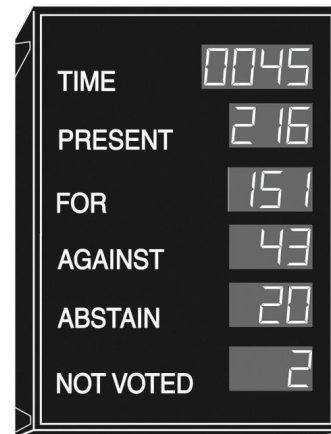 TIME 0045
PRESENT 216
FOR 151
AGAINST 43
ABSTAIN 20
NOT VOTED 2